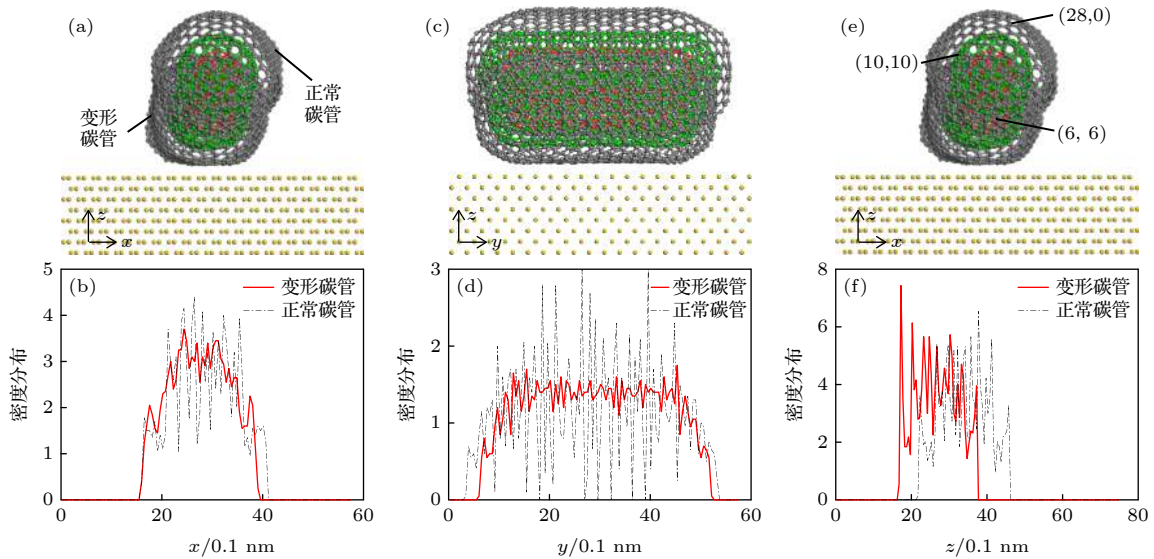 (a)
正常
碳管
变形
碳管
z
x
(c)
z
y
(e)
(28,0)
(10,10)
(6, 6)
z
x
(b)
变形碳管
正常碳管
密度分布
5
4
3
2
1
0
0 20 40 60
x/0.1 nm
(d)
变形碳管
正常碳管
密度分布
3
2
1
0
0 20 40 60
y/0.1 nm
(f)
变形碳管
正常碳管
密度分布
8
6
4
2
0
0 20 40 60 80
z/0.1 nm